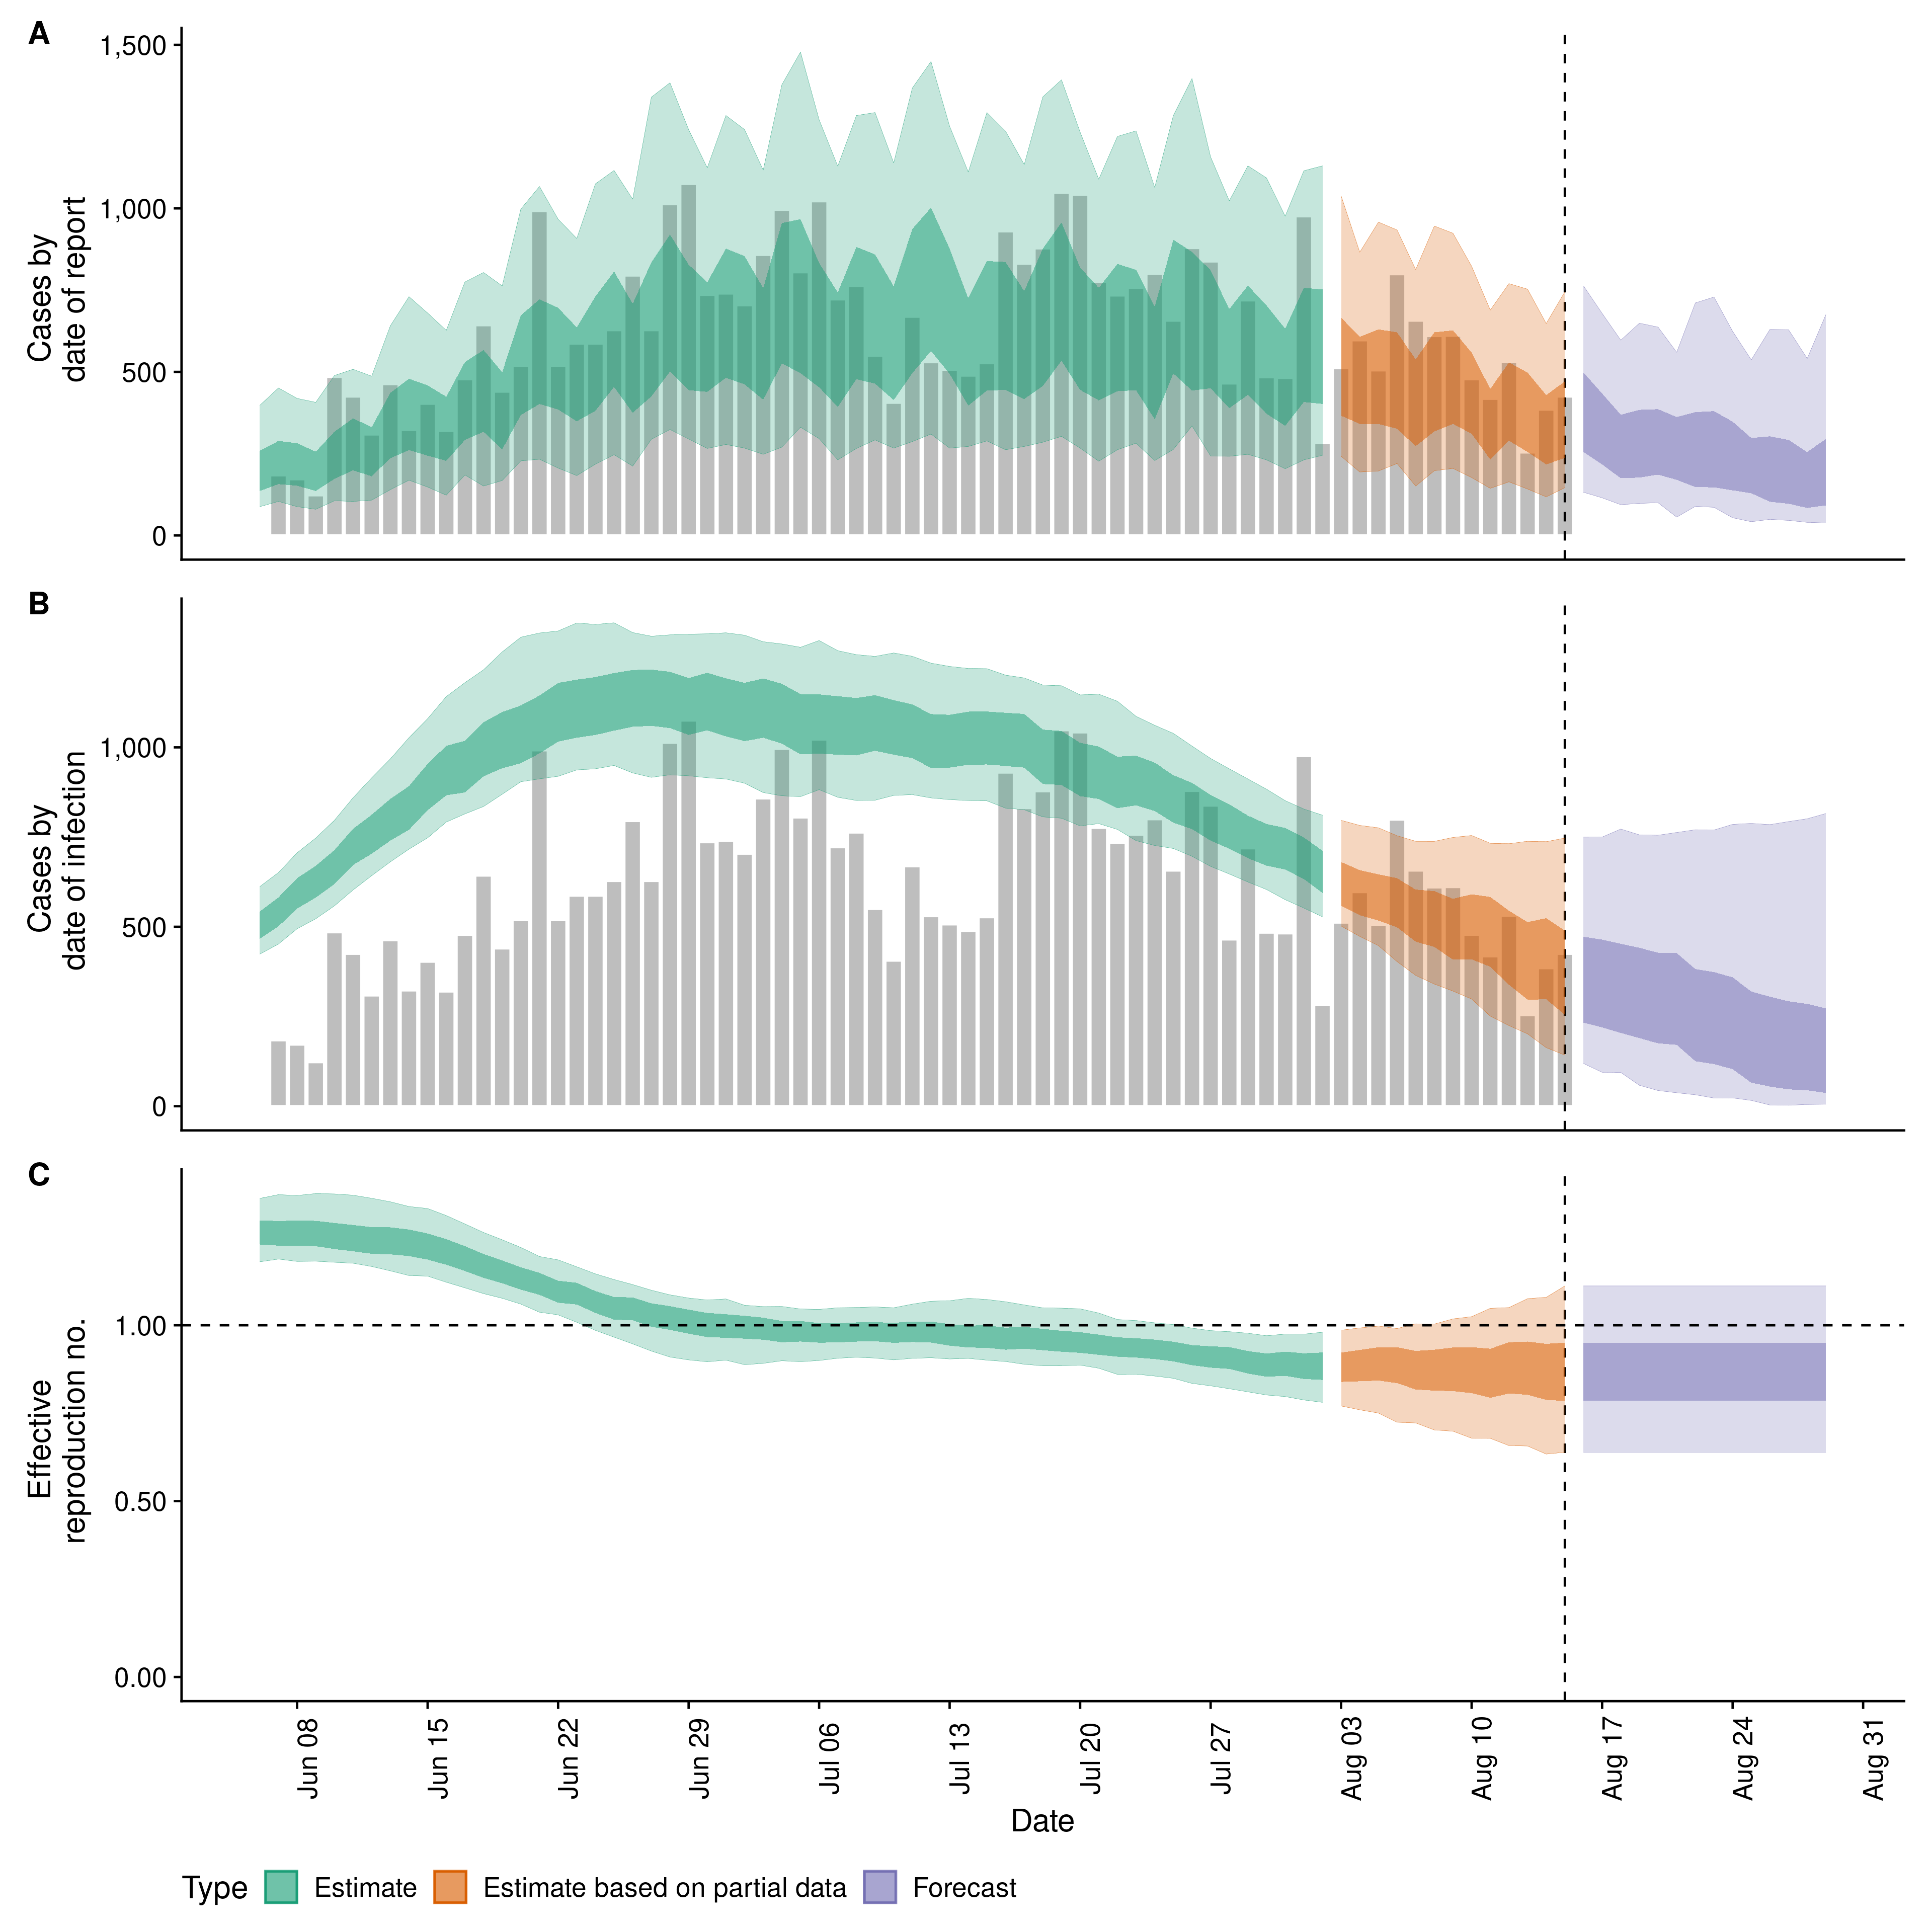 A
1,500
1,000
500
0
Cases by
date of report
B
1,000
500
0
Cases by
date of infection
C
1.00
0.50
0.00
Effective
reproduction no.
Jun 08
Jun 15
Jun 22
Jun 29
Jul 06
Jul 13
Jul 20
Jul 27
Aug 03
Aug 10
Aug 17
Aug 24
Aug 31
Date
Type Estimate Estimate based on partial data Forecast